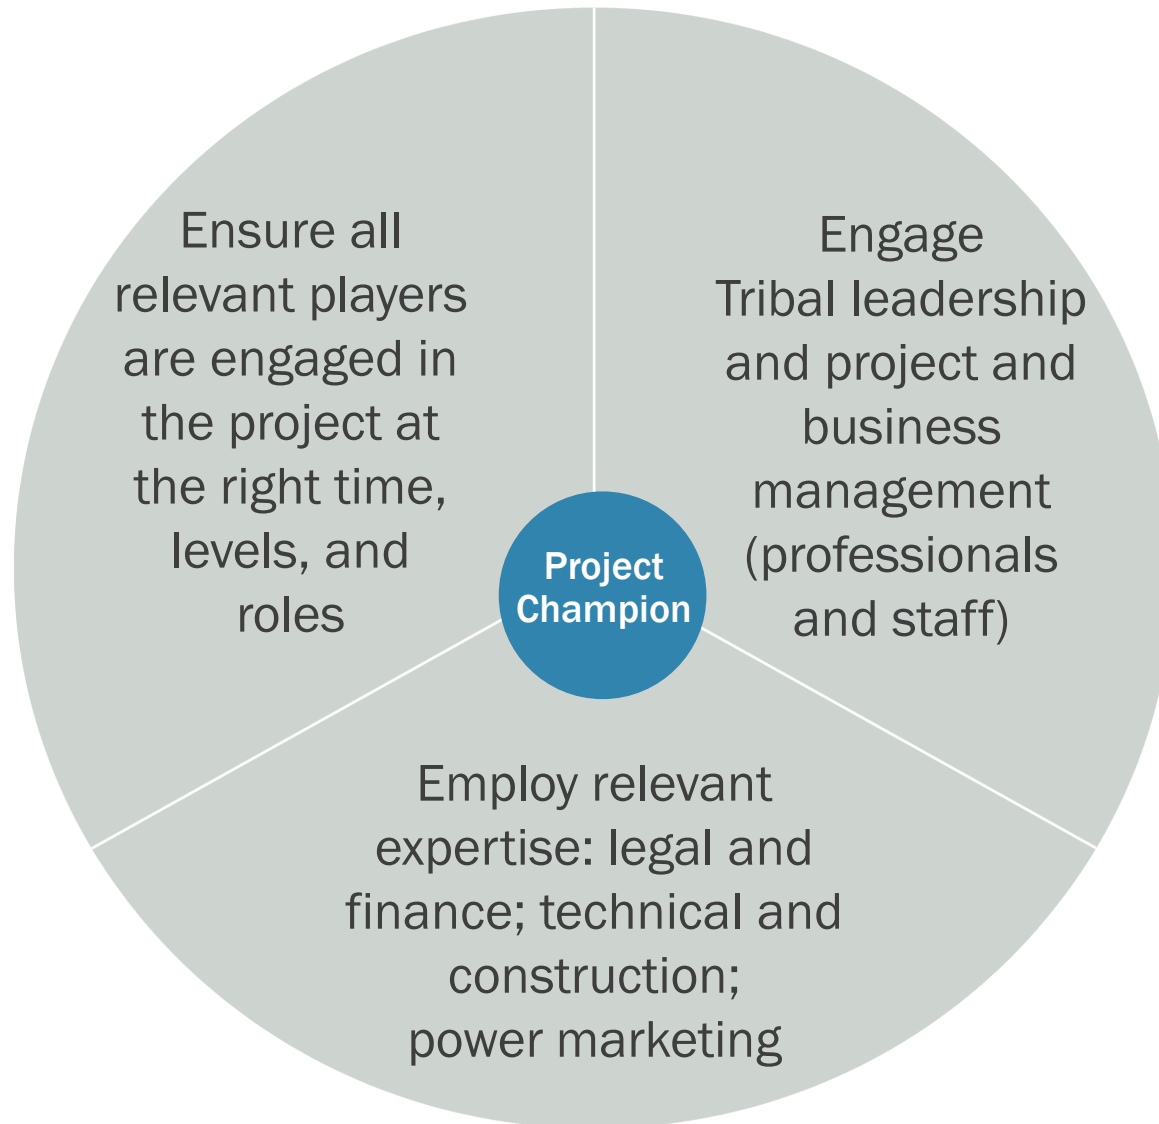 Ensure all
relevant players
are engaged in
the project at
the right time,
levels, and
roles
Engage
Tribal leadership
and project and
business
management
(professionals
and staff)
Project
Champion
Employ relevant
expertise: legal and
finance; technical and
construction;
power marketing